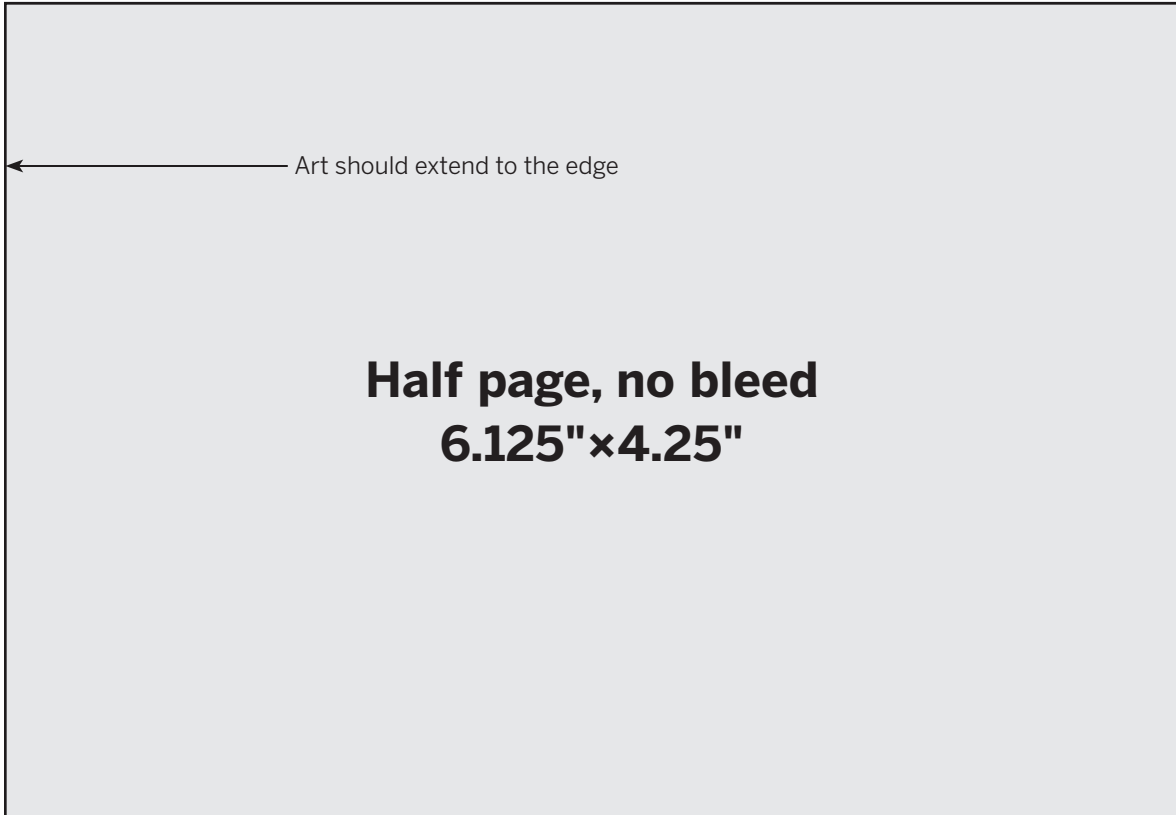 Art should extend to the edge
Half page, no bleed
6.125"×4.25"